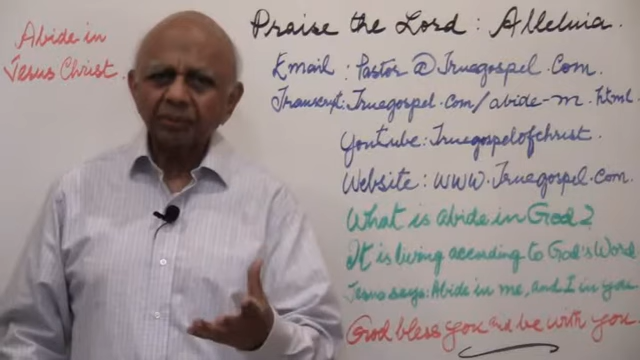 Abide in
Jesus Christ.
Praise the Lord : Alleluia.
Email : Pastor@Truegospel.Com.
Transcript: Truegospel.com/abide-m.html.
YouTube: Truegospelofchrist.
Website: www.Truegospel.com.
What is abide in God?
It is living according to God's Word
Jesus says: Abide in me, and I in you.
God bless you and be with you